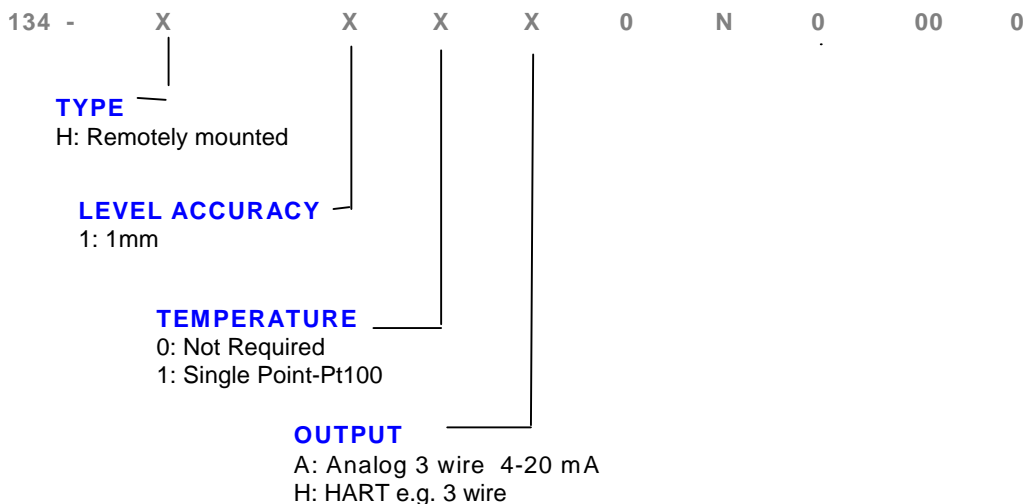 134 - X X X X 0 N 0 00 0
TYPE
H: Remotely mounted
LEVEL ACCURACY
1: 1mm
TEMPERATURE
0: Not Required
1: Single Point-Pt100
OUTPUT
A: Analog 3 wire 4-20 mA
H: HART e.g. 3 wire